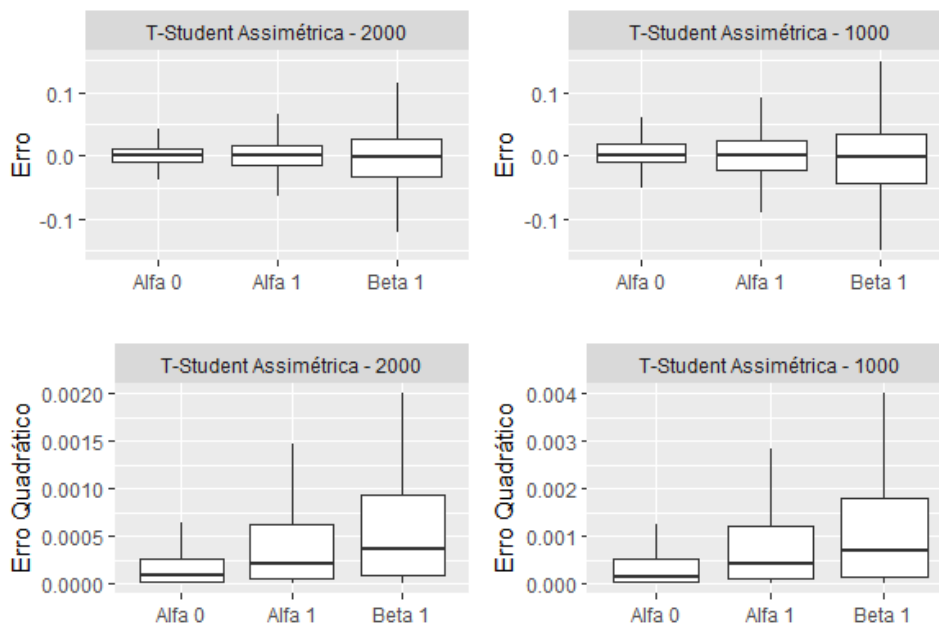 T-Student Assimétrica - 2000
Erro
0.1
0.0
-0.1
Alfa 0
Alfa 1
Beta 1
T-Student Assimétrica - 1000
Erro
0.1
0.0
-0.1
Alfa 0
Alfa 1
Beta 1
T-Student Assimétrica - 2000
Erro Quadrático
0.0020
0.0015
0.0010
0.0005
0.0000
Alfa 0
Alfa 1
Beta 1
T-Student Assimétrica - 1000
Erro Quadrático
0.004
0.003
0.002
0.001
0.000
Alfa 0
Alfa 1
Beta 1